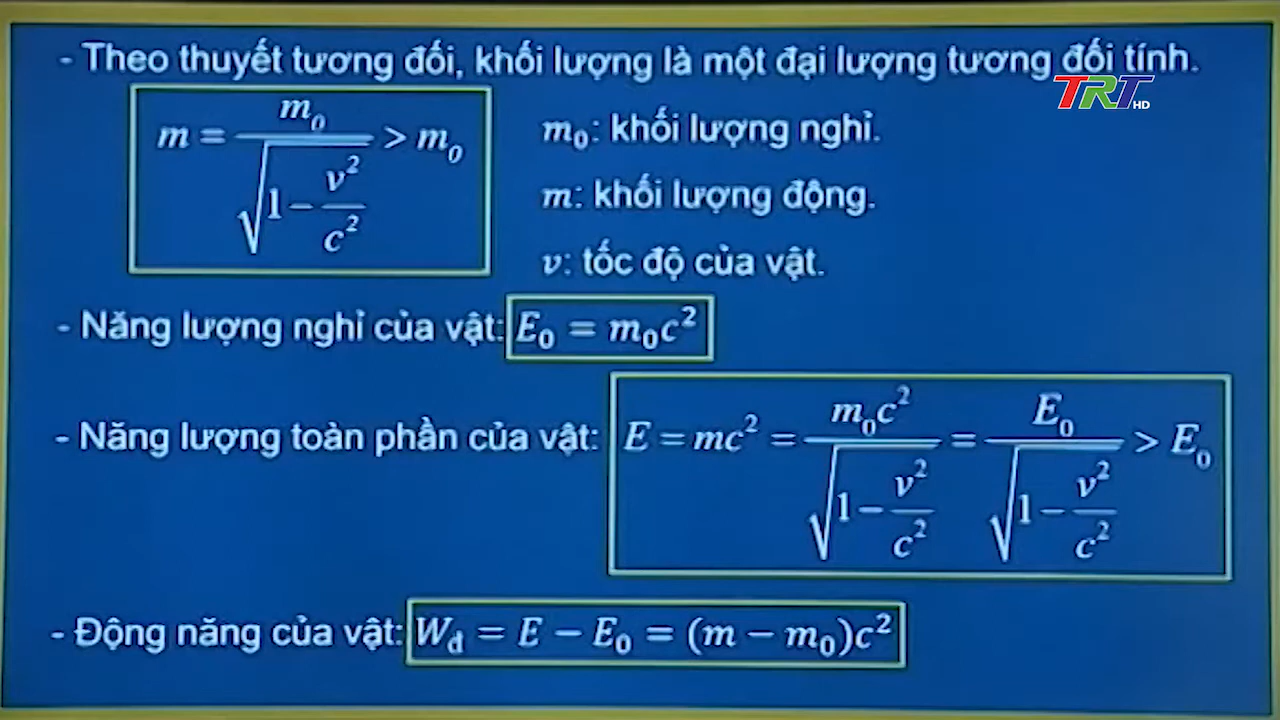 - Theo thuyết tương đối, khối lượng là một đại lượng tương đối tính.
TRT HD
m = m₀ / √(1 − v²/c²) > m₀
m₀: khối lượng nghỉ.
m: khối lượng động.
v: tốc độ của vật.
- Năng lượng nghỉ của vật: E₀ = m₀c²
- Năng lượng toàn phần của vật: E = mc² = m₀c² / √(1 − v²/c²) = E₀ / √(1 − v²/c²) > E₀
- Động năng của vật: W_đ = E − E₀ = (m − m₀)c²